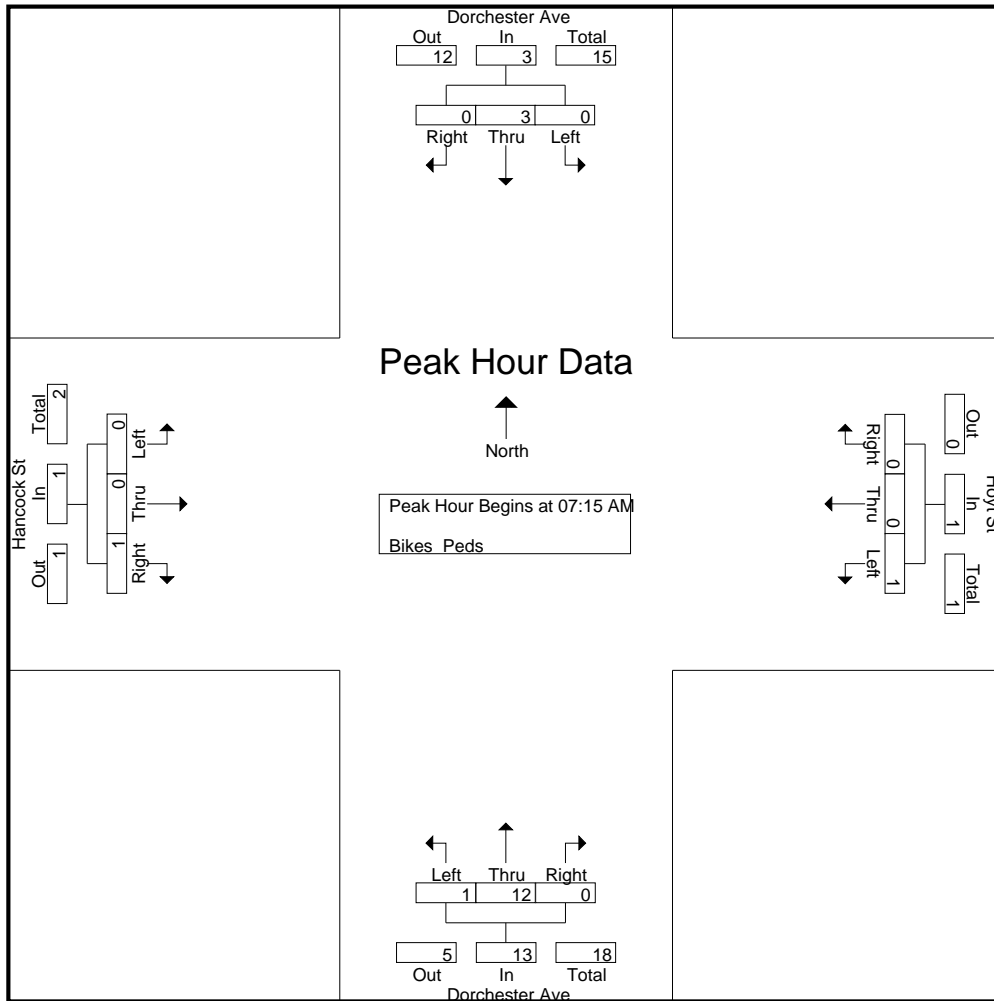 Dorchester Ave
Out In Total
12 3 15
0 3 0
Right Thru Left
Peak Hour Data
North
Peak Hour Begins at 07:15 AM
Bikes Peds
Hancock St
Total In Out
2 1 1
0 0 1
Left Thru Right
Right Thru Left
0 0 1
Out In Total
0 1 1
Hoyt St
Left Thru Right
1 12 0
5 13 18
Out In Total
Dorchester Ave